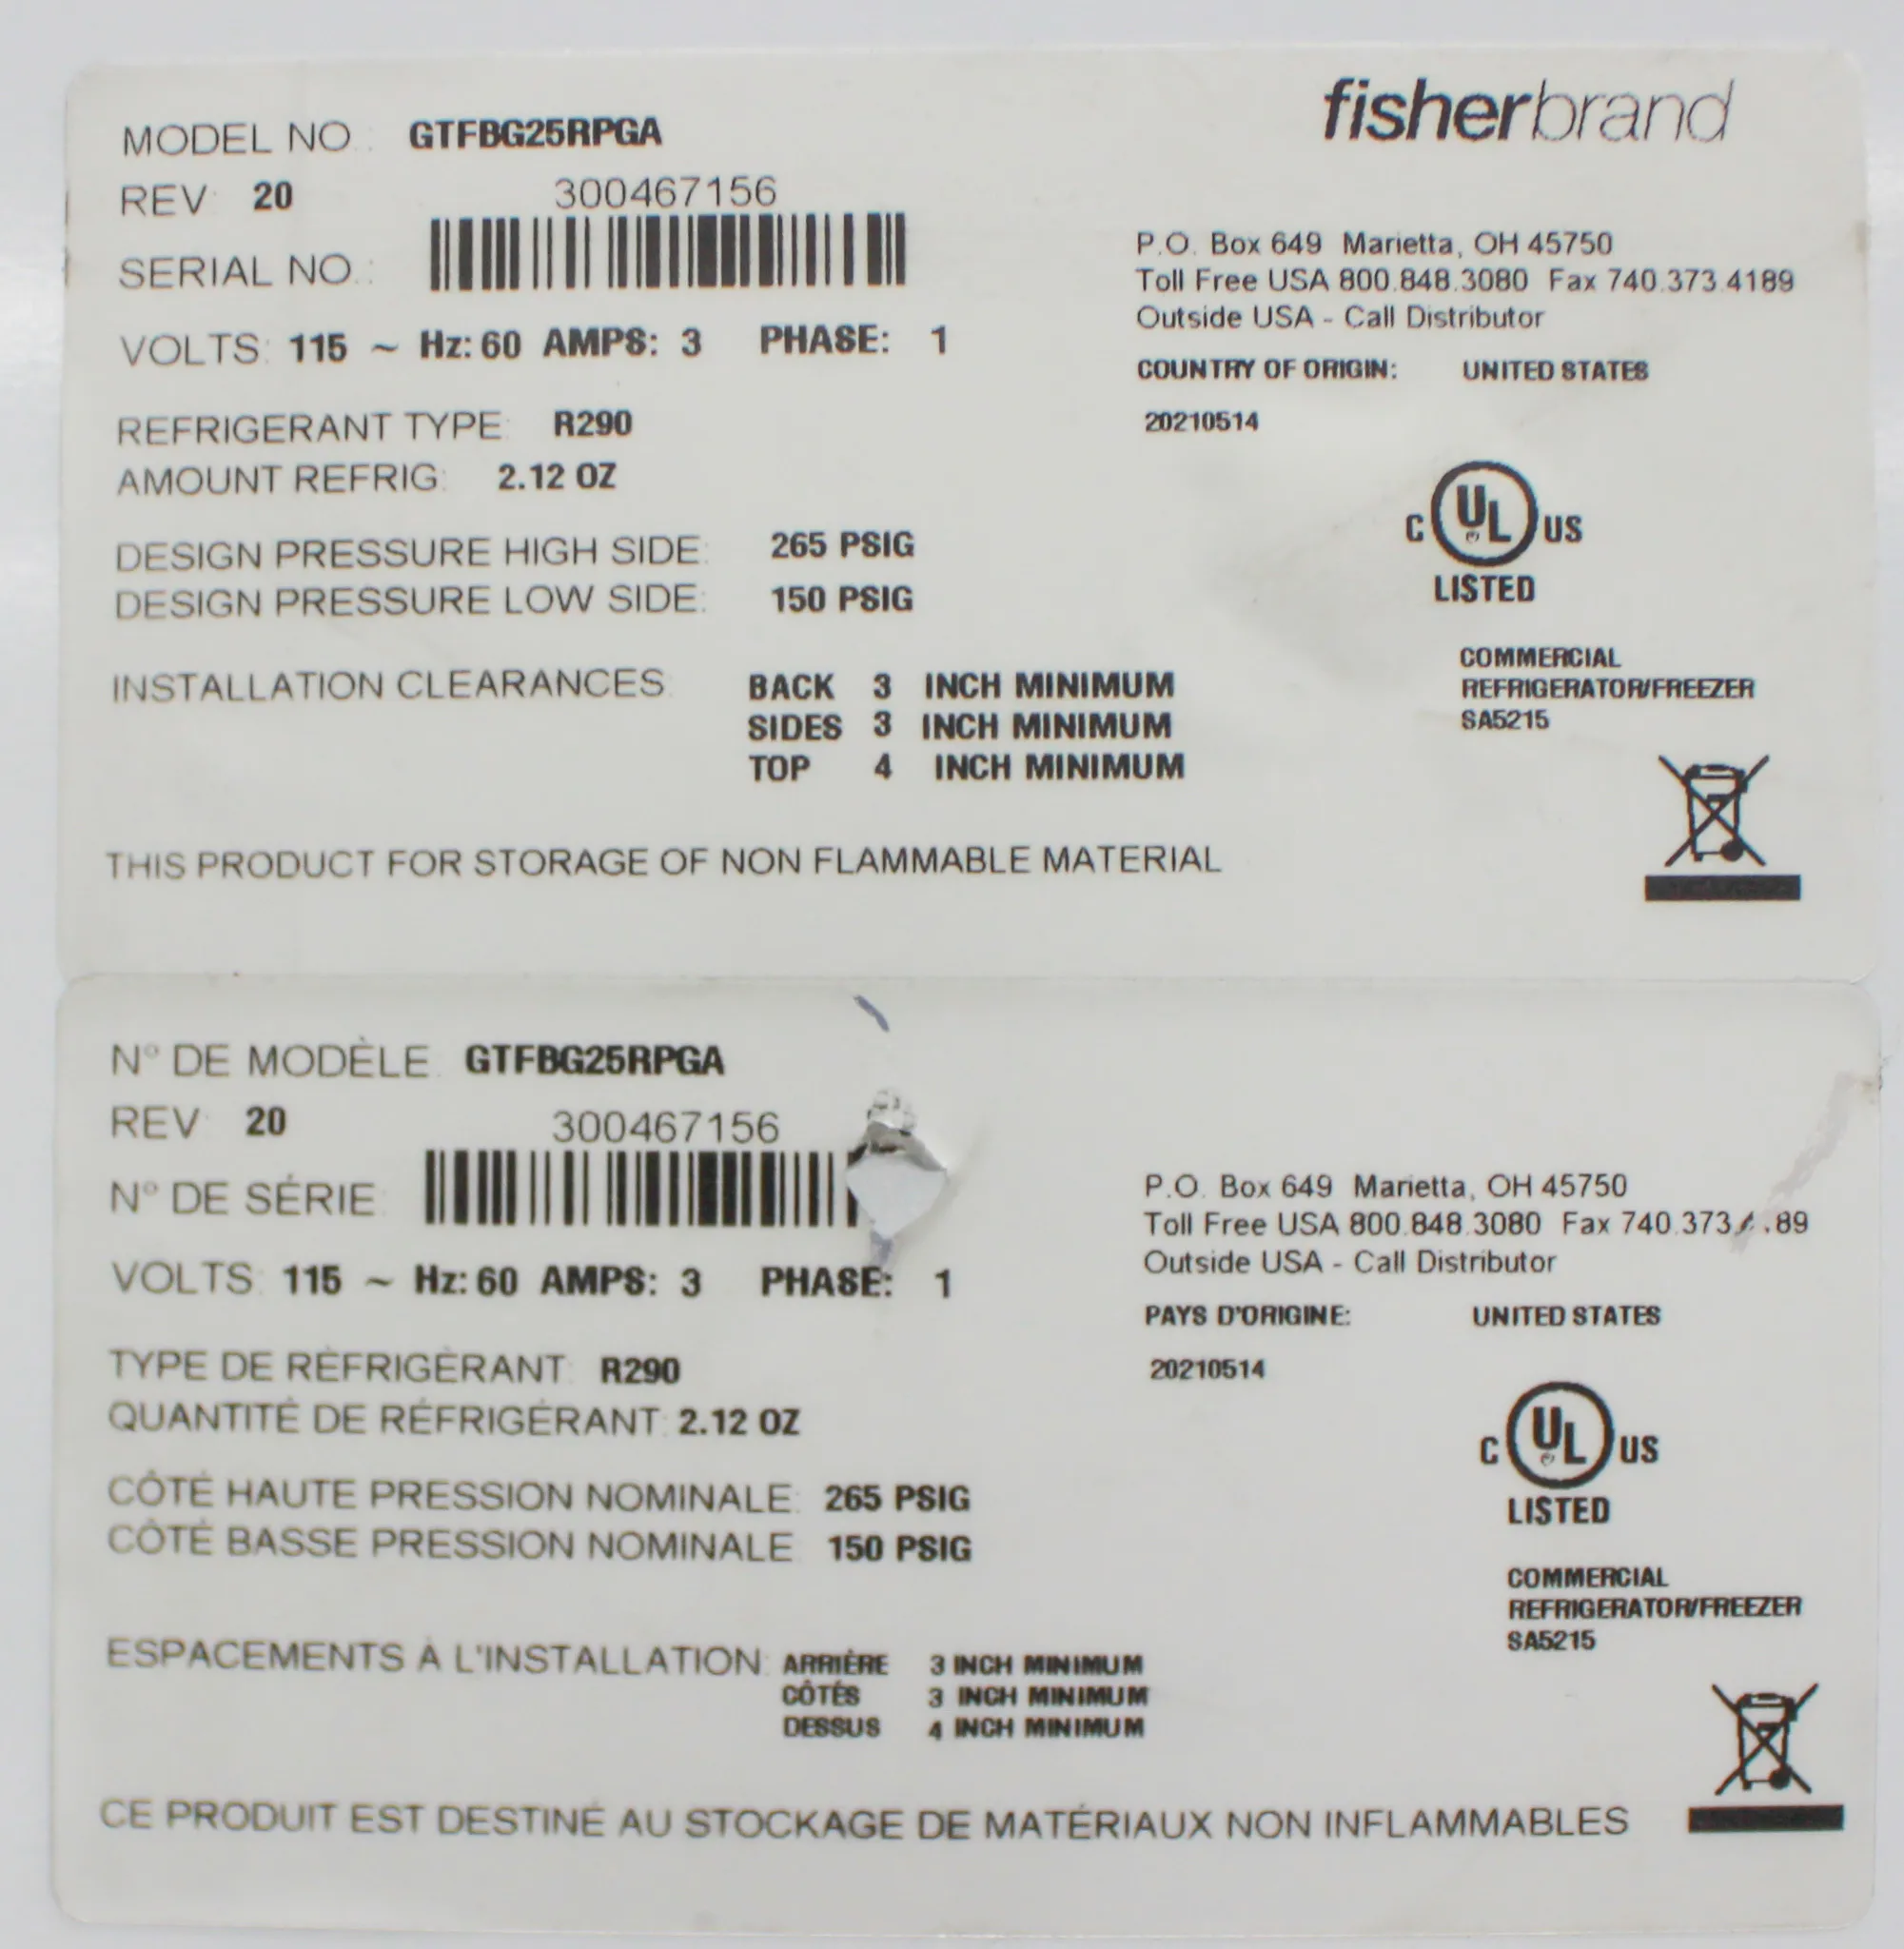 fisherbrand
MODEL NO.: GTFBG25RPGA
REV: 20
300467156
SERIAL NO.:
VOLTS: 115 ~ Hz: 60 AMPS: 3 PHASE: 1
REFRIGERANT TYPE: R290
AMOUNT REFRIG: 2.12 OZ
DESIGN PRESSURE HIGH SIDE: 265 PSIG
DESIGN PRESSURE LOW SIDE: 150 PSIG
INSTALLATION CLEARANCES: BACK 3 INCH MINIMUM
SIDES 3 INCH MINIMUM
TOP 4 INCH MINIMUM
THIS PRODUCT FOR STORAGE OF NON FLAMMABLE MATERIAL
P.O. Box 649 Marietta, OH 45750
Toll Free USA 800.848.3080 Fax 740.373.4189
Outside USA - Call Distributor
COUNTRY OF ORIGIN: UNITED STATES
20210514
C UL US
LISTED
COMMERCIAL
REFRIGERATOR/FREEZER
SA5215
N° DE MODÈLE: GTFBG25RPGA
REV: 20
300467156
N° DE SÉRIE:
VOLTS: 115 ~ Hz: 60 AMPS: 3 PHASE: 1
TYPE DE RÉFRIGÉRANT: R290
QUANTITÉ DE RÉFRIGÉRANT: 2.12 OZ
CÔTÉ HAUTE PRESSION NOMINALE: 265 PSIG
CÔTÉ BASSE PRESSION NOMINALE: 150 PSIG
ESPACEMENTS À L'INSTALLATION: ARRIÈRE 3 INCH MINIMUM
CÔTÉS 3 INCH MINIMUM
DESSUS 4 INCH MINIMUM
CE PRODUIT EST DESTINÉ AU STOCKAGE DE MATÉRIAUX NON INFLAMMABLES
P.O. Box 649 Marietta, OH 45750
Toll Free USA 800.848.3080 Fax 740.373.4189
Outside USA - Call Distributor
PAYS D'ORIGINE: UNITED STATES
20210514
C UL US
LISTED
COMMERCIAL
REFRIGERATOR/FREEZER
SA5215